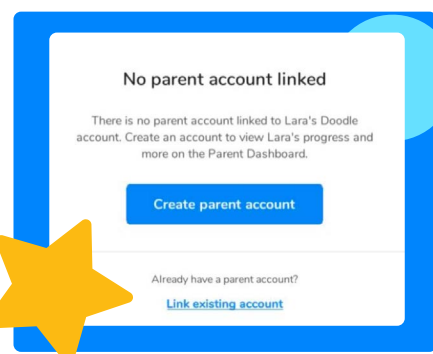 No parent account linked
There is no parent account linked to Lara's Doodle
account. Create an account to view Lara's progress and
more on the Parent Dashboard.
Create parent account
Already have a parent account?
Link existing account